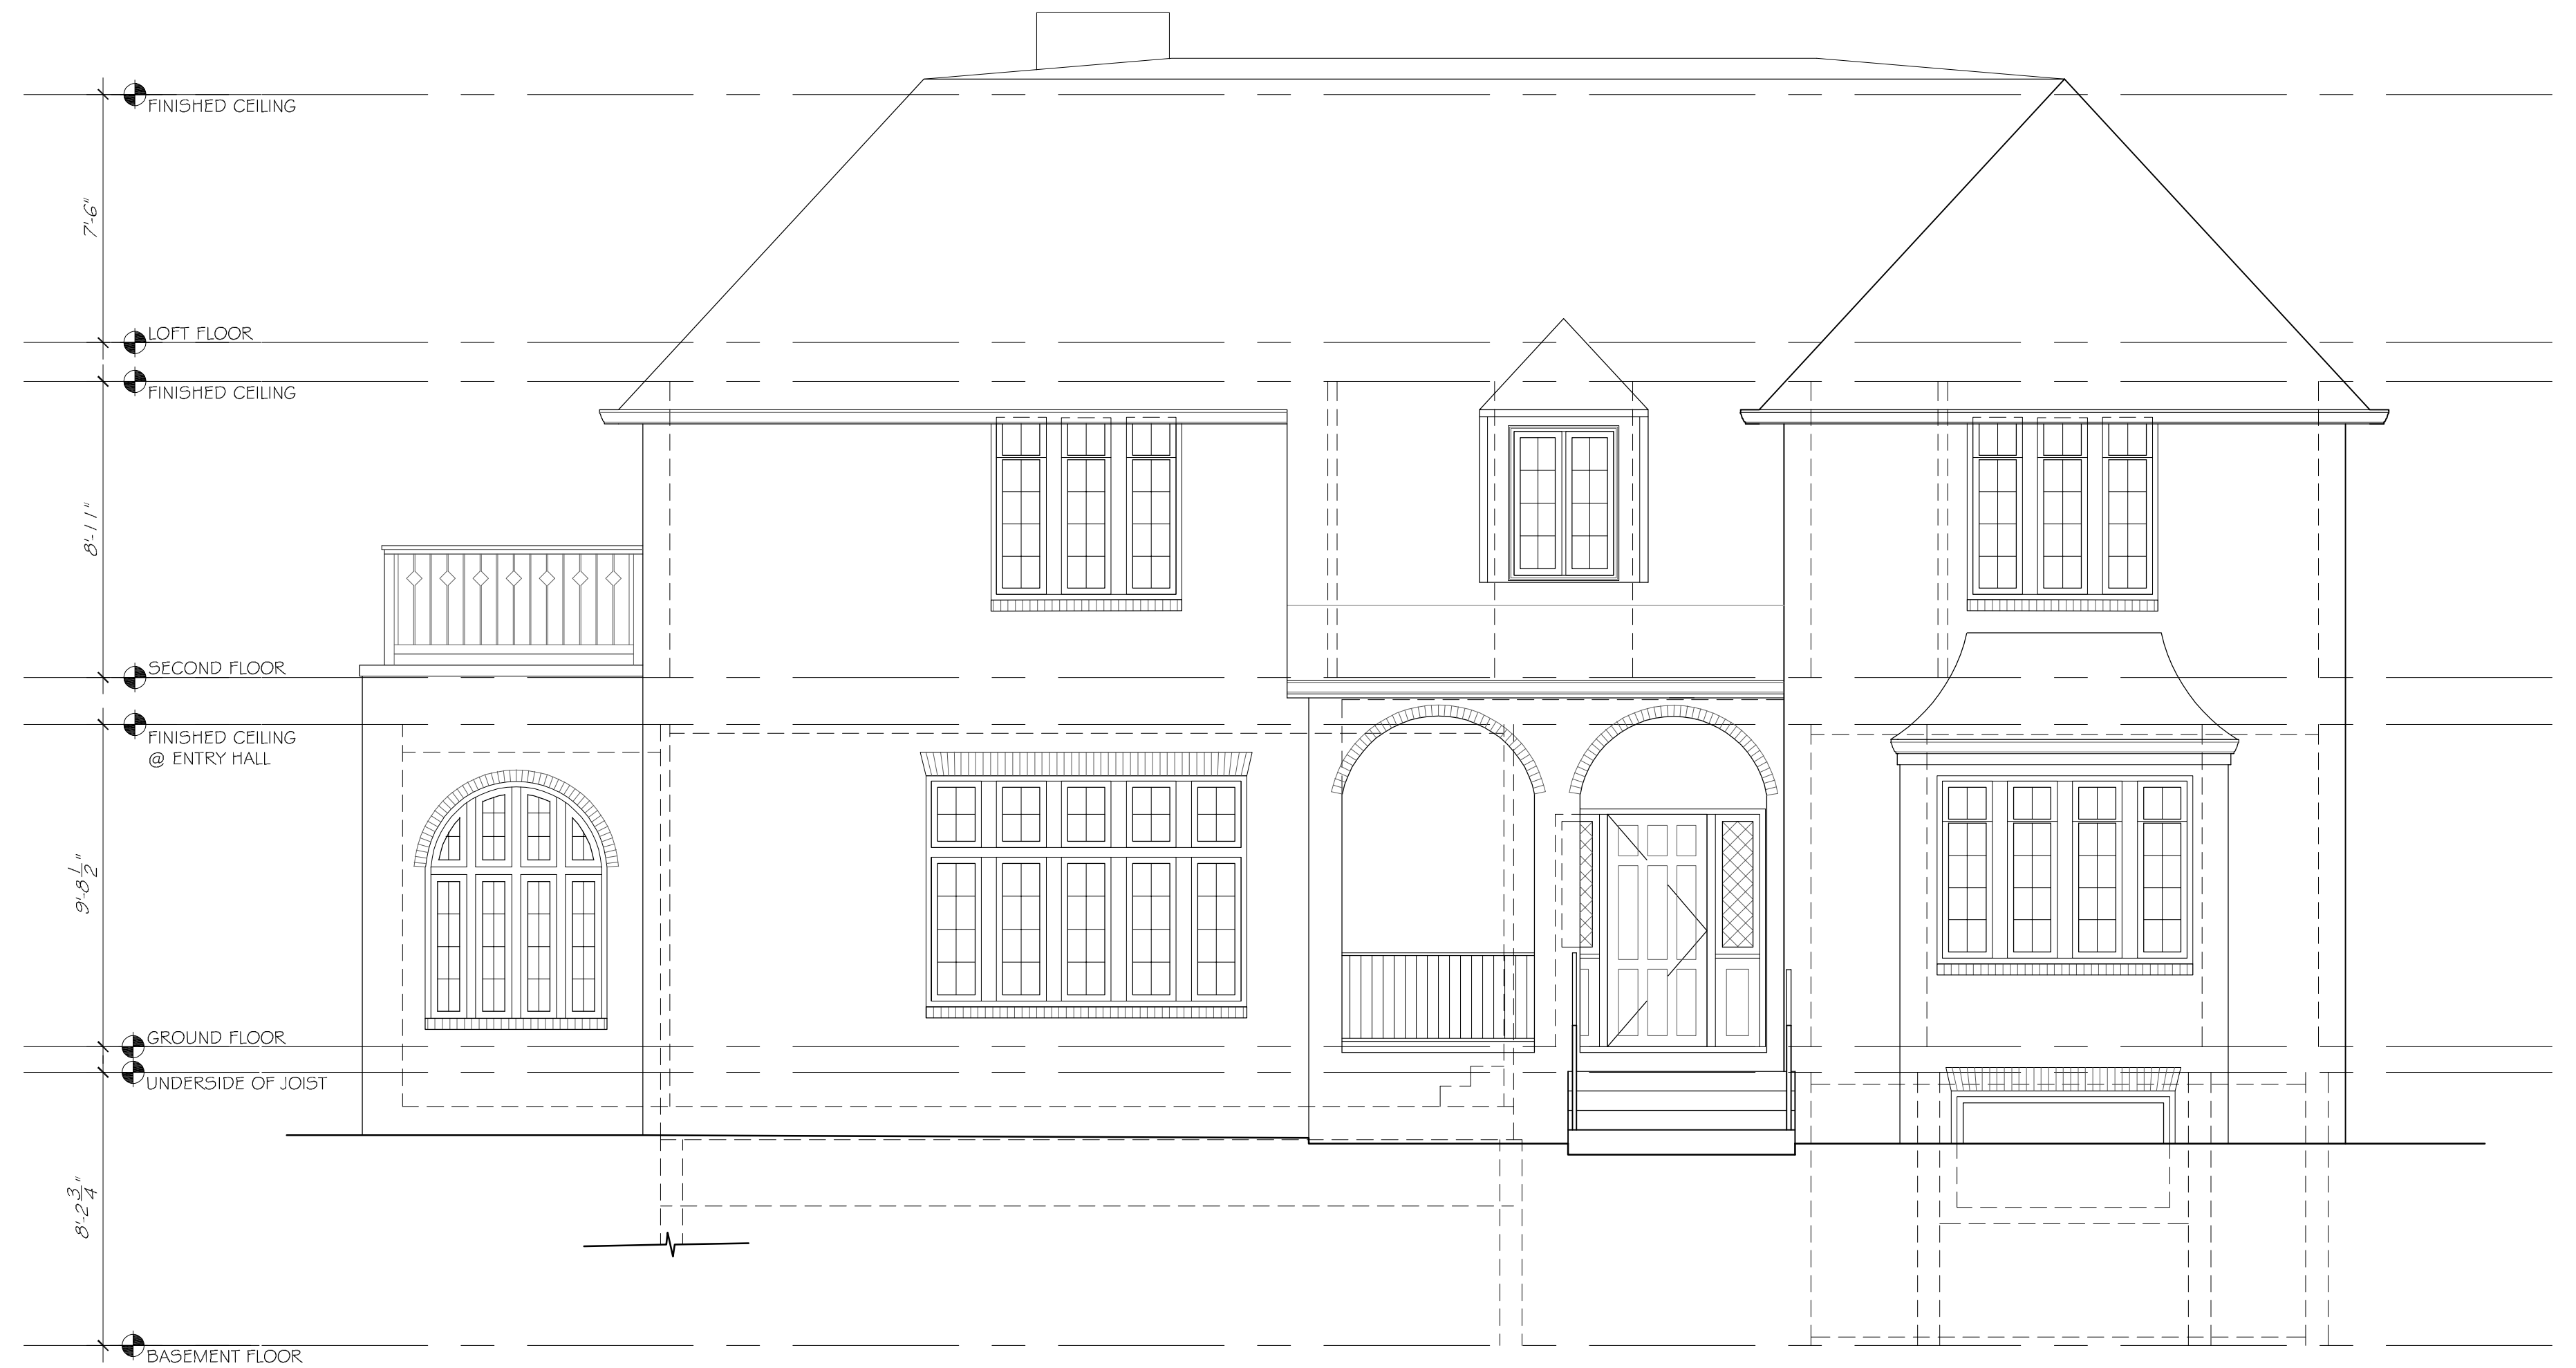 FINISHED CEILING
7'-6"
LOFT FLOOR
FINISHED CEILING
8'-11"
SECOND FLOOR
FINISHED CEILING
@ ENTRY HALL
9'-8 1/2"
GROUND FLOOR
UNDERSIDE OF JOIST
8'-2 3/4"
BASEMENT FLOOR